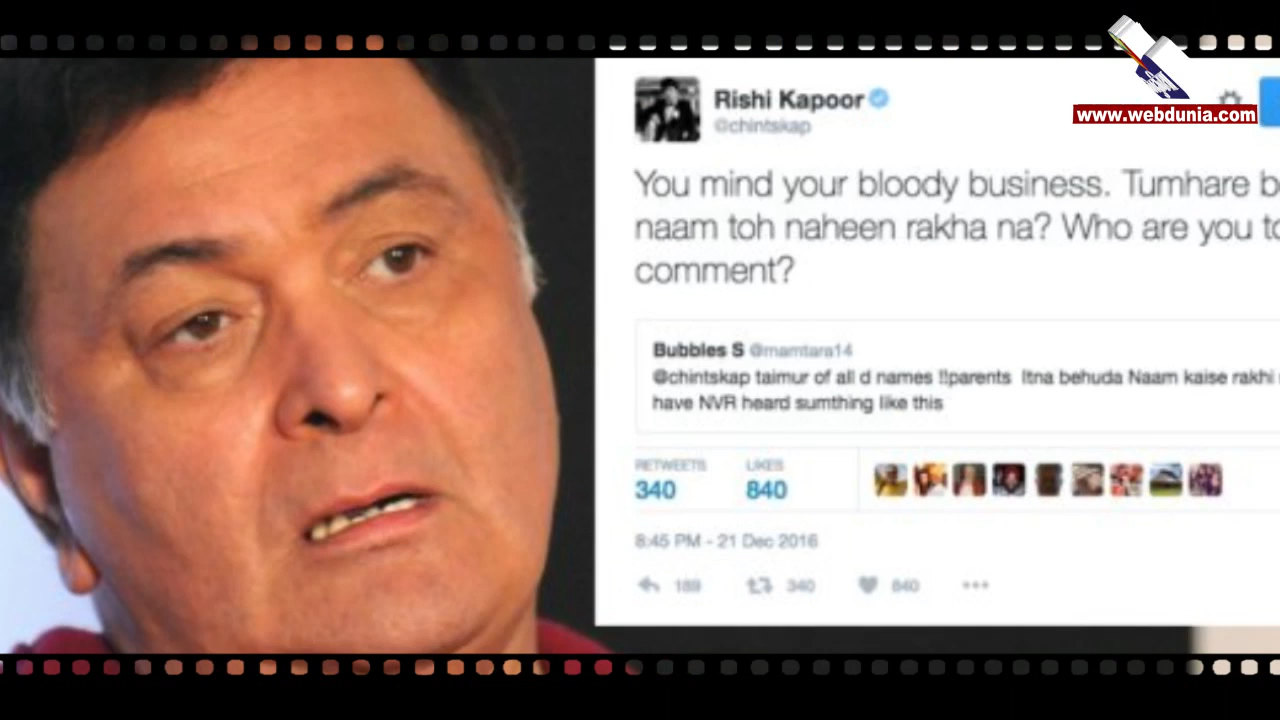 www.webdunia.com
Rishi Kapoor
@chintskap
You mind your bloody business. Tumhare
naam toh naheen rakha na? Who are you
comment?
Bubbles S @mamtara14
@chintskap taimur of all d names !!parents Itna behuda Naam kaise rakhi
have NVR heard sumthing like this
RETWEETS LIKES
340 840
8:45 PM - 21 Dec 2016
189 340 840